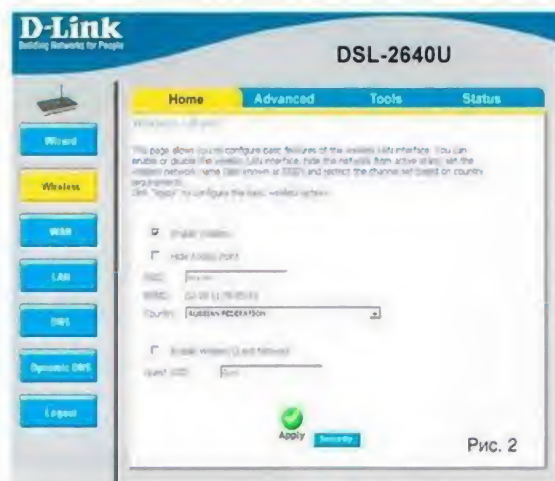 D-Link
Building Networks for People
DSL-2640U
Home Advanced Tools Status
Wizard
Wireless
WAN
LAN
DNS
Dynamic DNS
Logout
This page allows you to configure basic features of the wireless LAN interface. You can
enable or disable the wireless LAN interface, hide the network from active scans, set the
wireless network name (also known as SSID) and restrict the channel set based on country
requirements.
Click "Apply" to configure the basic wireless options.
Enable Wireless
Hide Access Point
SSID:
BSSID:
Country: RUSSIAN FEDERATION
Enable Wireless Guest Network
Guest SSID: Guest
Apply Security
Рис. 2